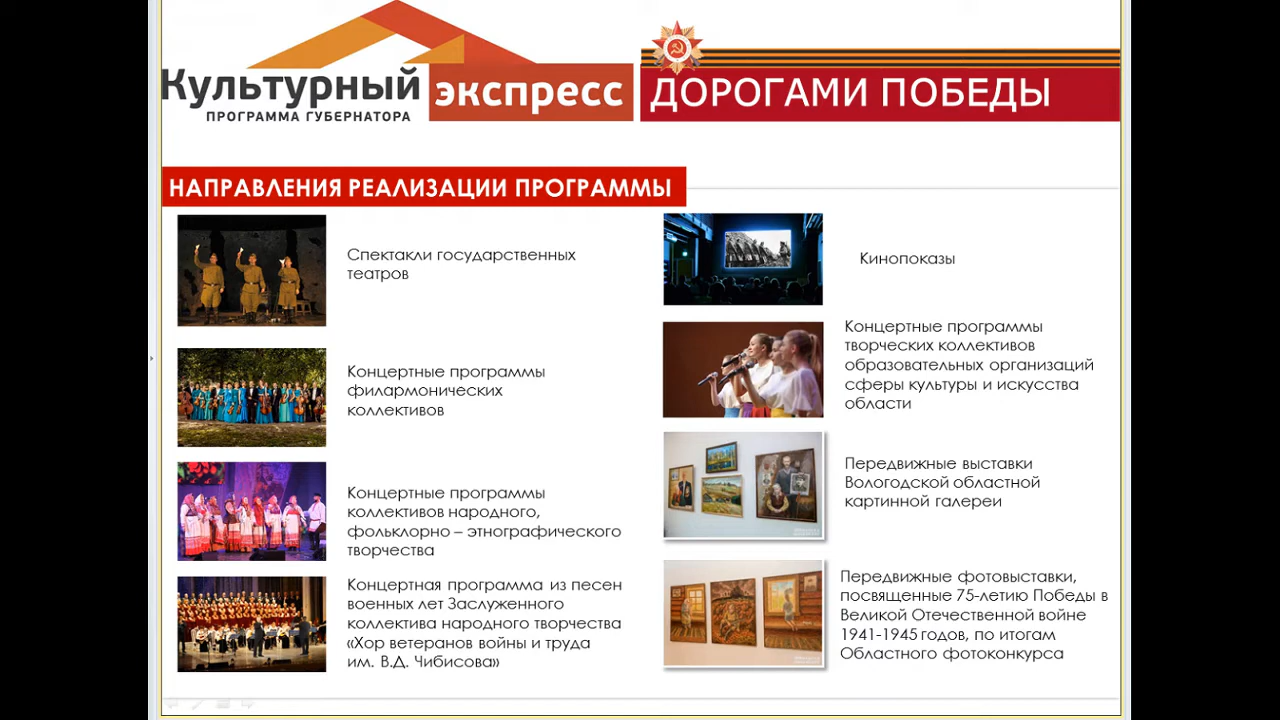 Культурный экспресс
ПРОГРАММА ГУБЕРНАТОРА
ДОРОГАМИ ПОБЕДЫ
НАПРАВЛЕНИЯ РЕАЛИЗАЦИИ ПРОГРАММЫ
Спектакли государственных
театров
Концертные программы
филармонических
коллективов
Концертные программы
коллективов народного,
фольклорно – этнографического
творчества
Концертная программа из песен
военных лет Заслуженного
коллектива народного творчества
«Хор ветеранов войны и труда
им. В.Д. Чибисова»
Кинопоказы
Концертные программы
творческих коллективов
образовательных организаций
сферы культуры и искусства
области
Передвижные выставки
Вологодской областной
картинной галереи
Передвижные фотовыставки,
посвященные 75-летию Победы в
Великой Отечественной войне
1941-1945 годов, по итогам
Областного фотоконкурса